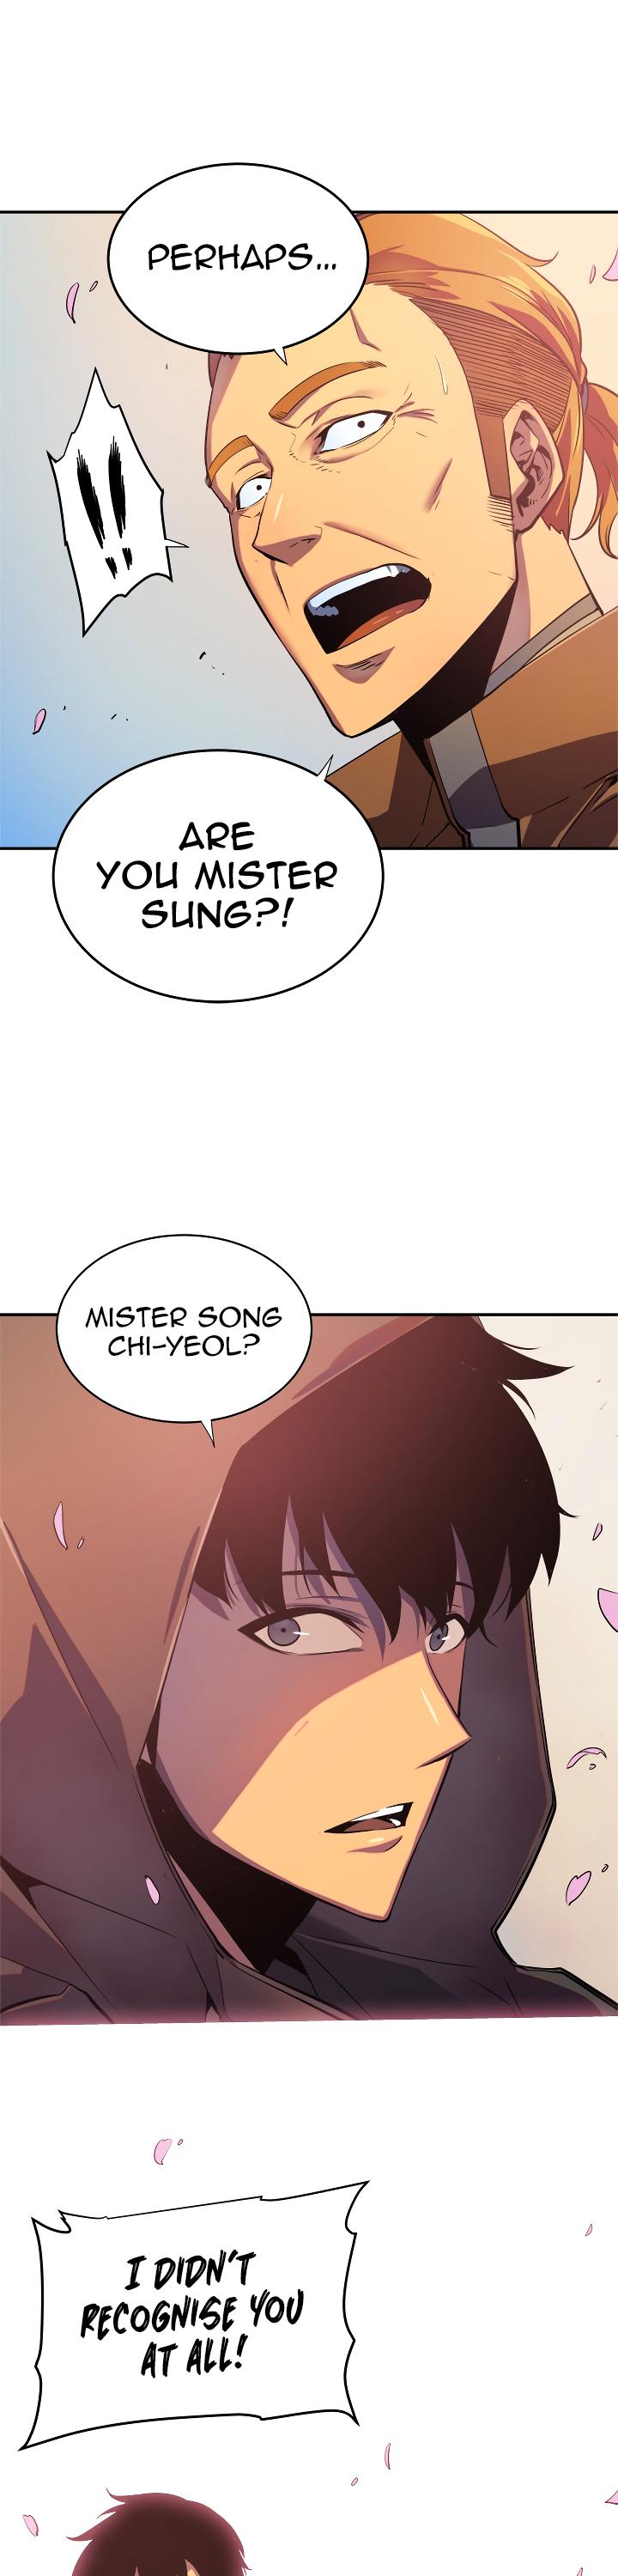 PERHAPS...
!!
ARE
YOU MISTER
SUNG?!
MISTER SONG
CHI-YEOL?
I DIDN'T
RECOGNISE YOU
AT ALL!